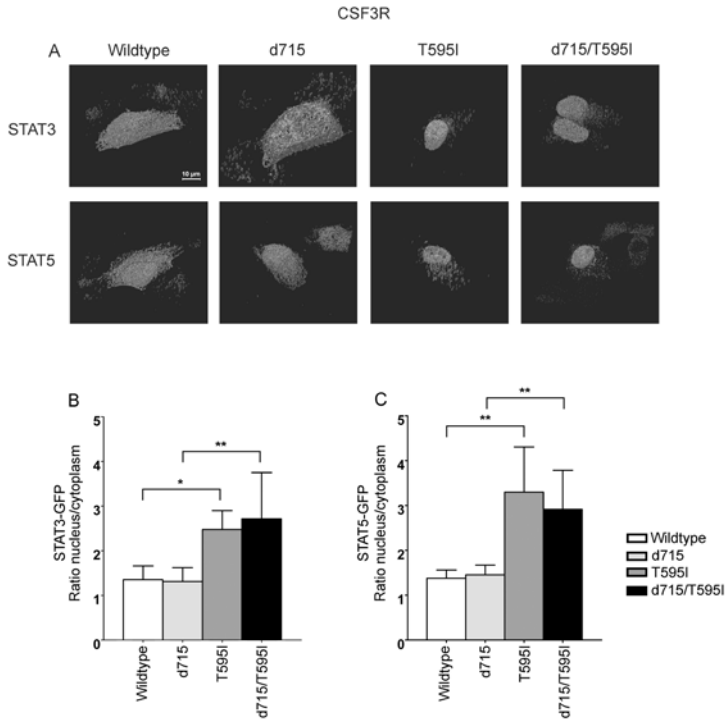 CSF3R
A
Wildtype
d715
T595I
d715/T595I
STAT3
10 µm
STAT5
B
STAT3-GFP
Ratio nucleus/cytoplasm
5
4
3
2
1
0
*
**
Wildtype
d715
T595I
d715/T595I
C
STAT5-GFP
Ratio nucleus/cytoplasm
5
4
3
2
1
0
**
**
Wildtype
d715
T595I
d715/T595I
Wildtype
d715
T595I
d715/T595I